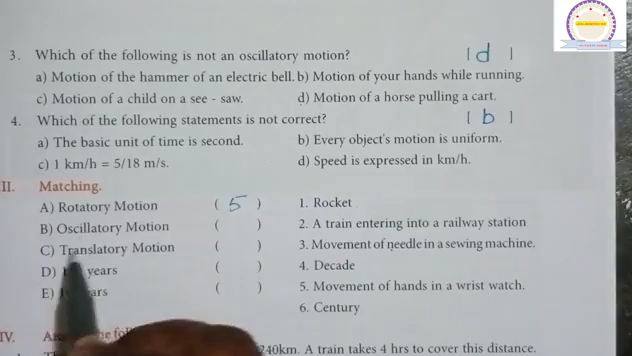 3. Which of the following is not an oscillatory motion? [ d ]
a) Motion of the hammer of an electric bell. b) Motion of your hands while running.
c) Motion of a child on a see - saw. d) Motion of a horse pulling a cart.
4. Which of the following statements is not correct? [ b ]
a) The basic unit of time is second. b) Every object's motion is uniform.
c) 1 km/h = 5/18 m/s. d) Speed is expressed in km/h.
II. Matching.
A) Rotatory Motion ( 5 ) 1. Rocket
B) Oscillatory Motion ( ) 2. A train entering into a railway station
C) Translatory Motion ( ) 3. Movement of needle in a sewing machine.
D) years ( ) 4. Decade
E) ( ) 5. Movement of hands in a wrist watch.
6. Century
IV.
240km. A train takes 4 hrs to cover this distance.